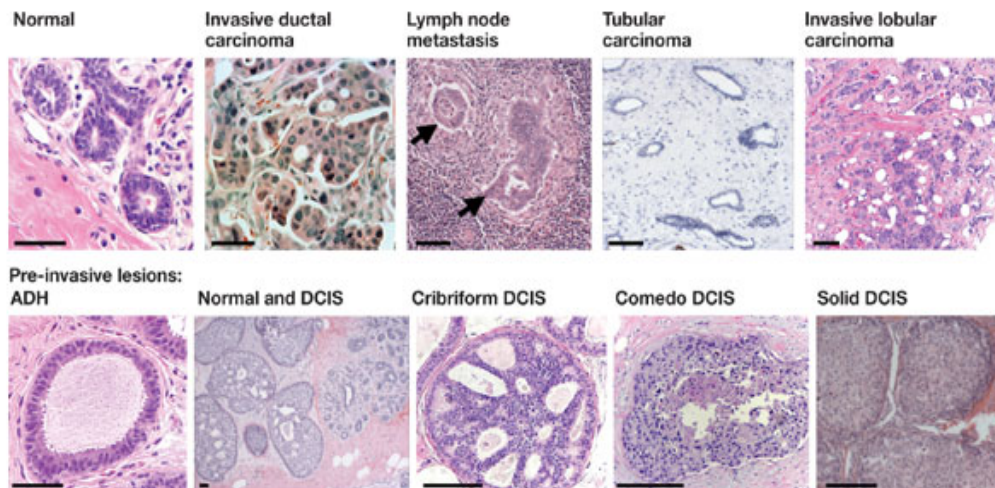 Normal
Invasive ductal
carcinoma
Lymph node
metastasis
Tubular
carcinoma
Invasive lobular
carcinoma
Pre-invasive lesions:
ADH
Normal and DCIS
Cribriform DCIS
Comedo DCIS
Solid DCIS